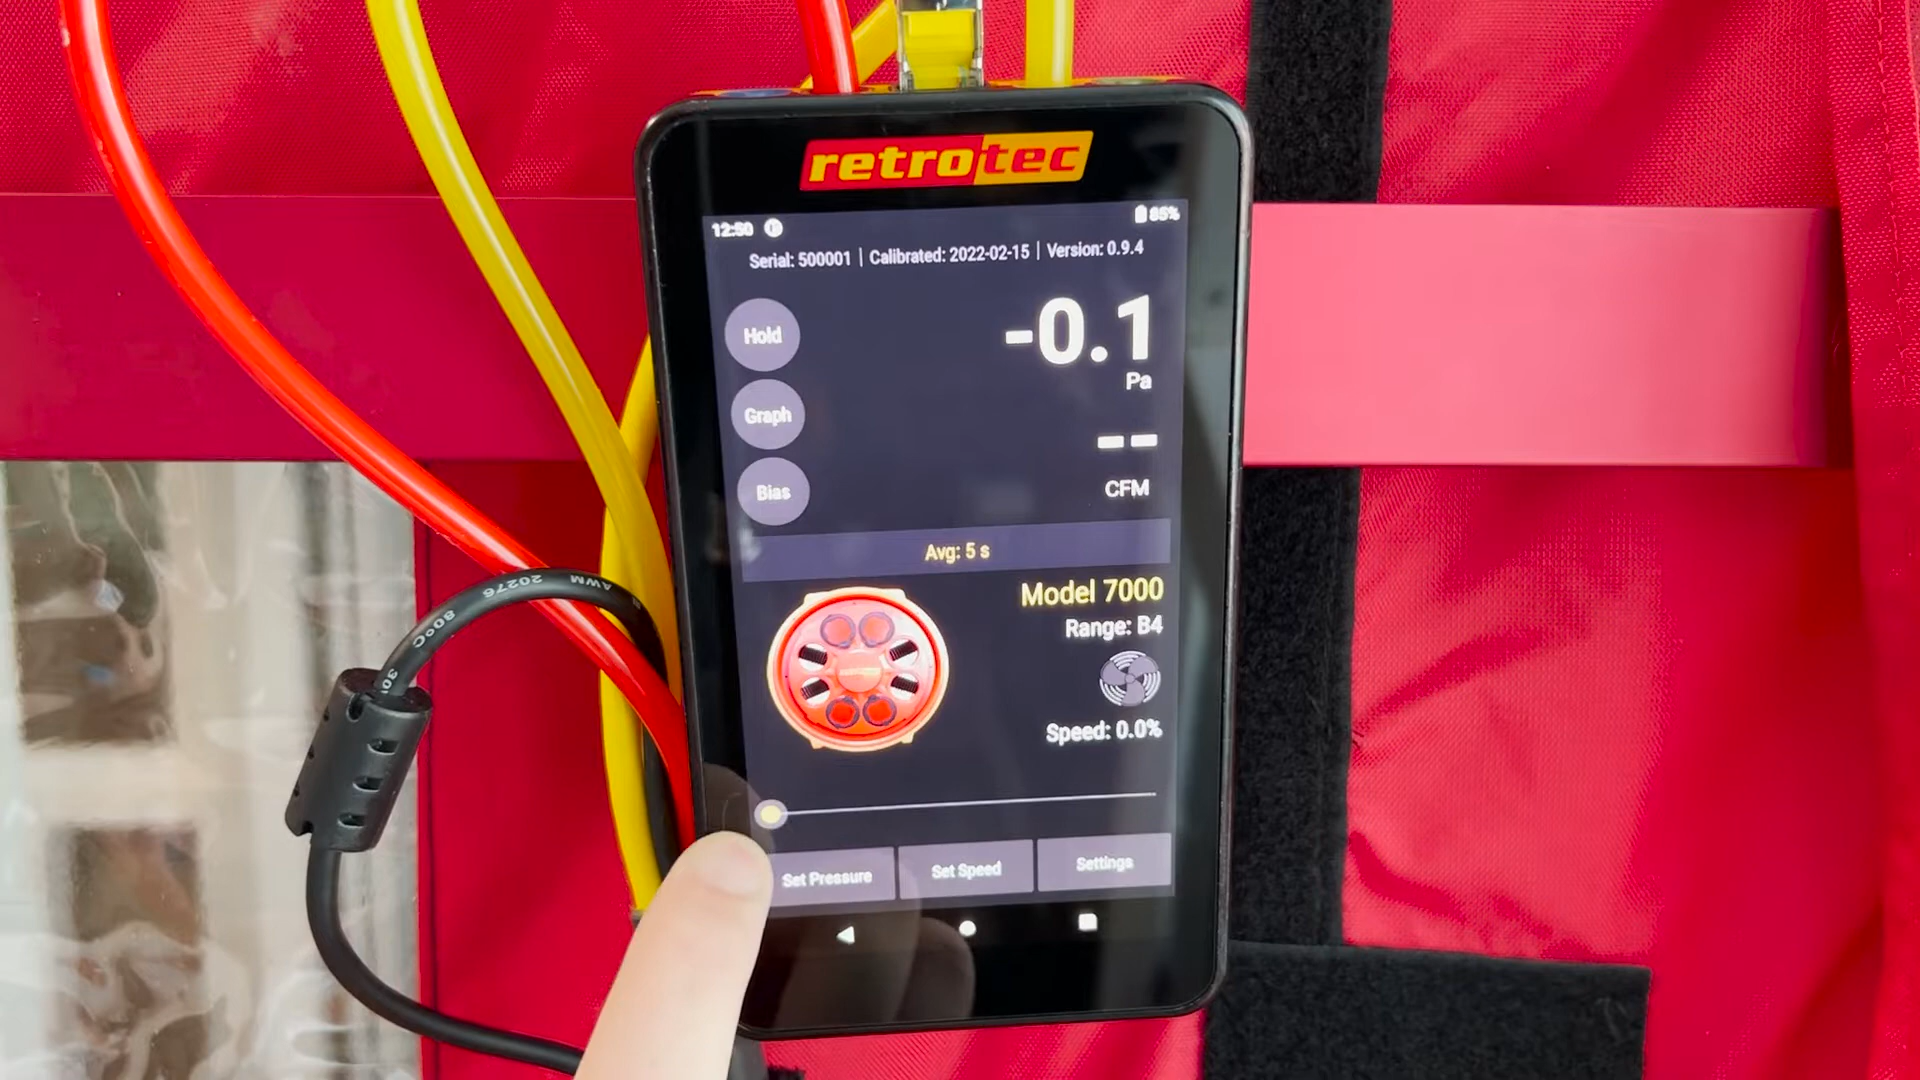 retrotec
12:50
85%
Serial: 500001 | Calibrated: 2022-02-15 | Version: 0.9.4
Hold
-0.1
Pa
Graph
--
Bias
CFM
Avg: 5 s
Model 7000
Range: B4
Speed: 0.0%
Set Pressure
Set Speed
Settings
AWM
20276
80°C
30